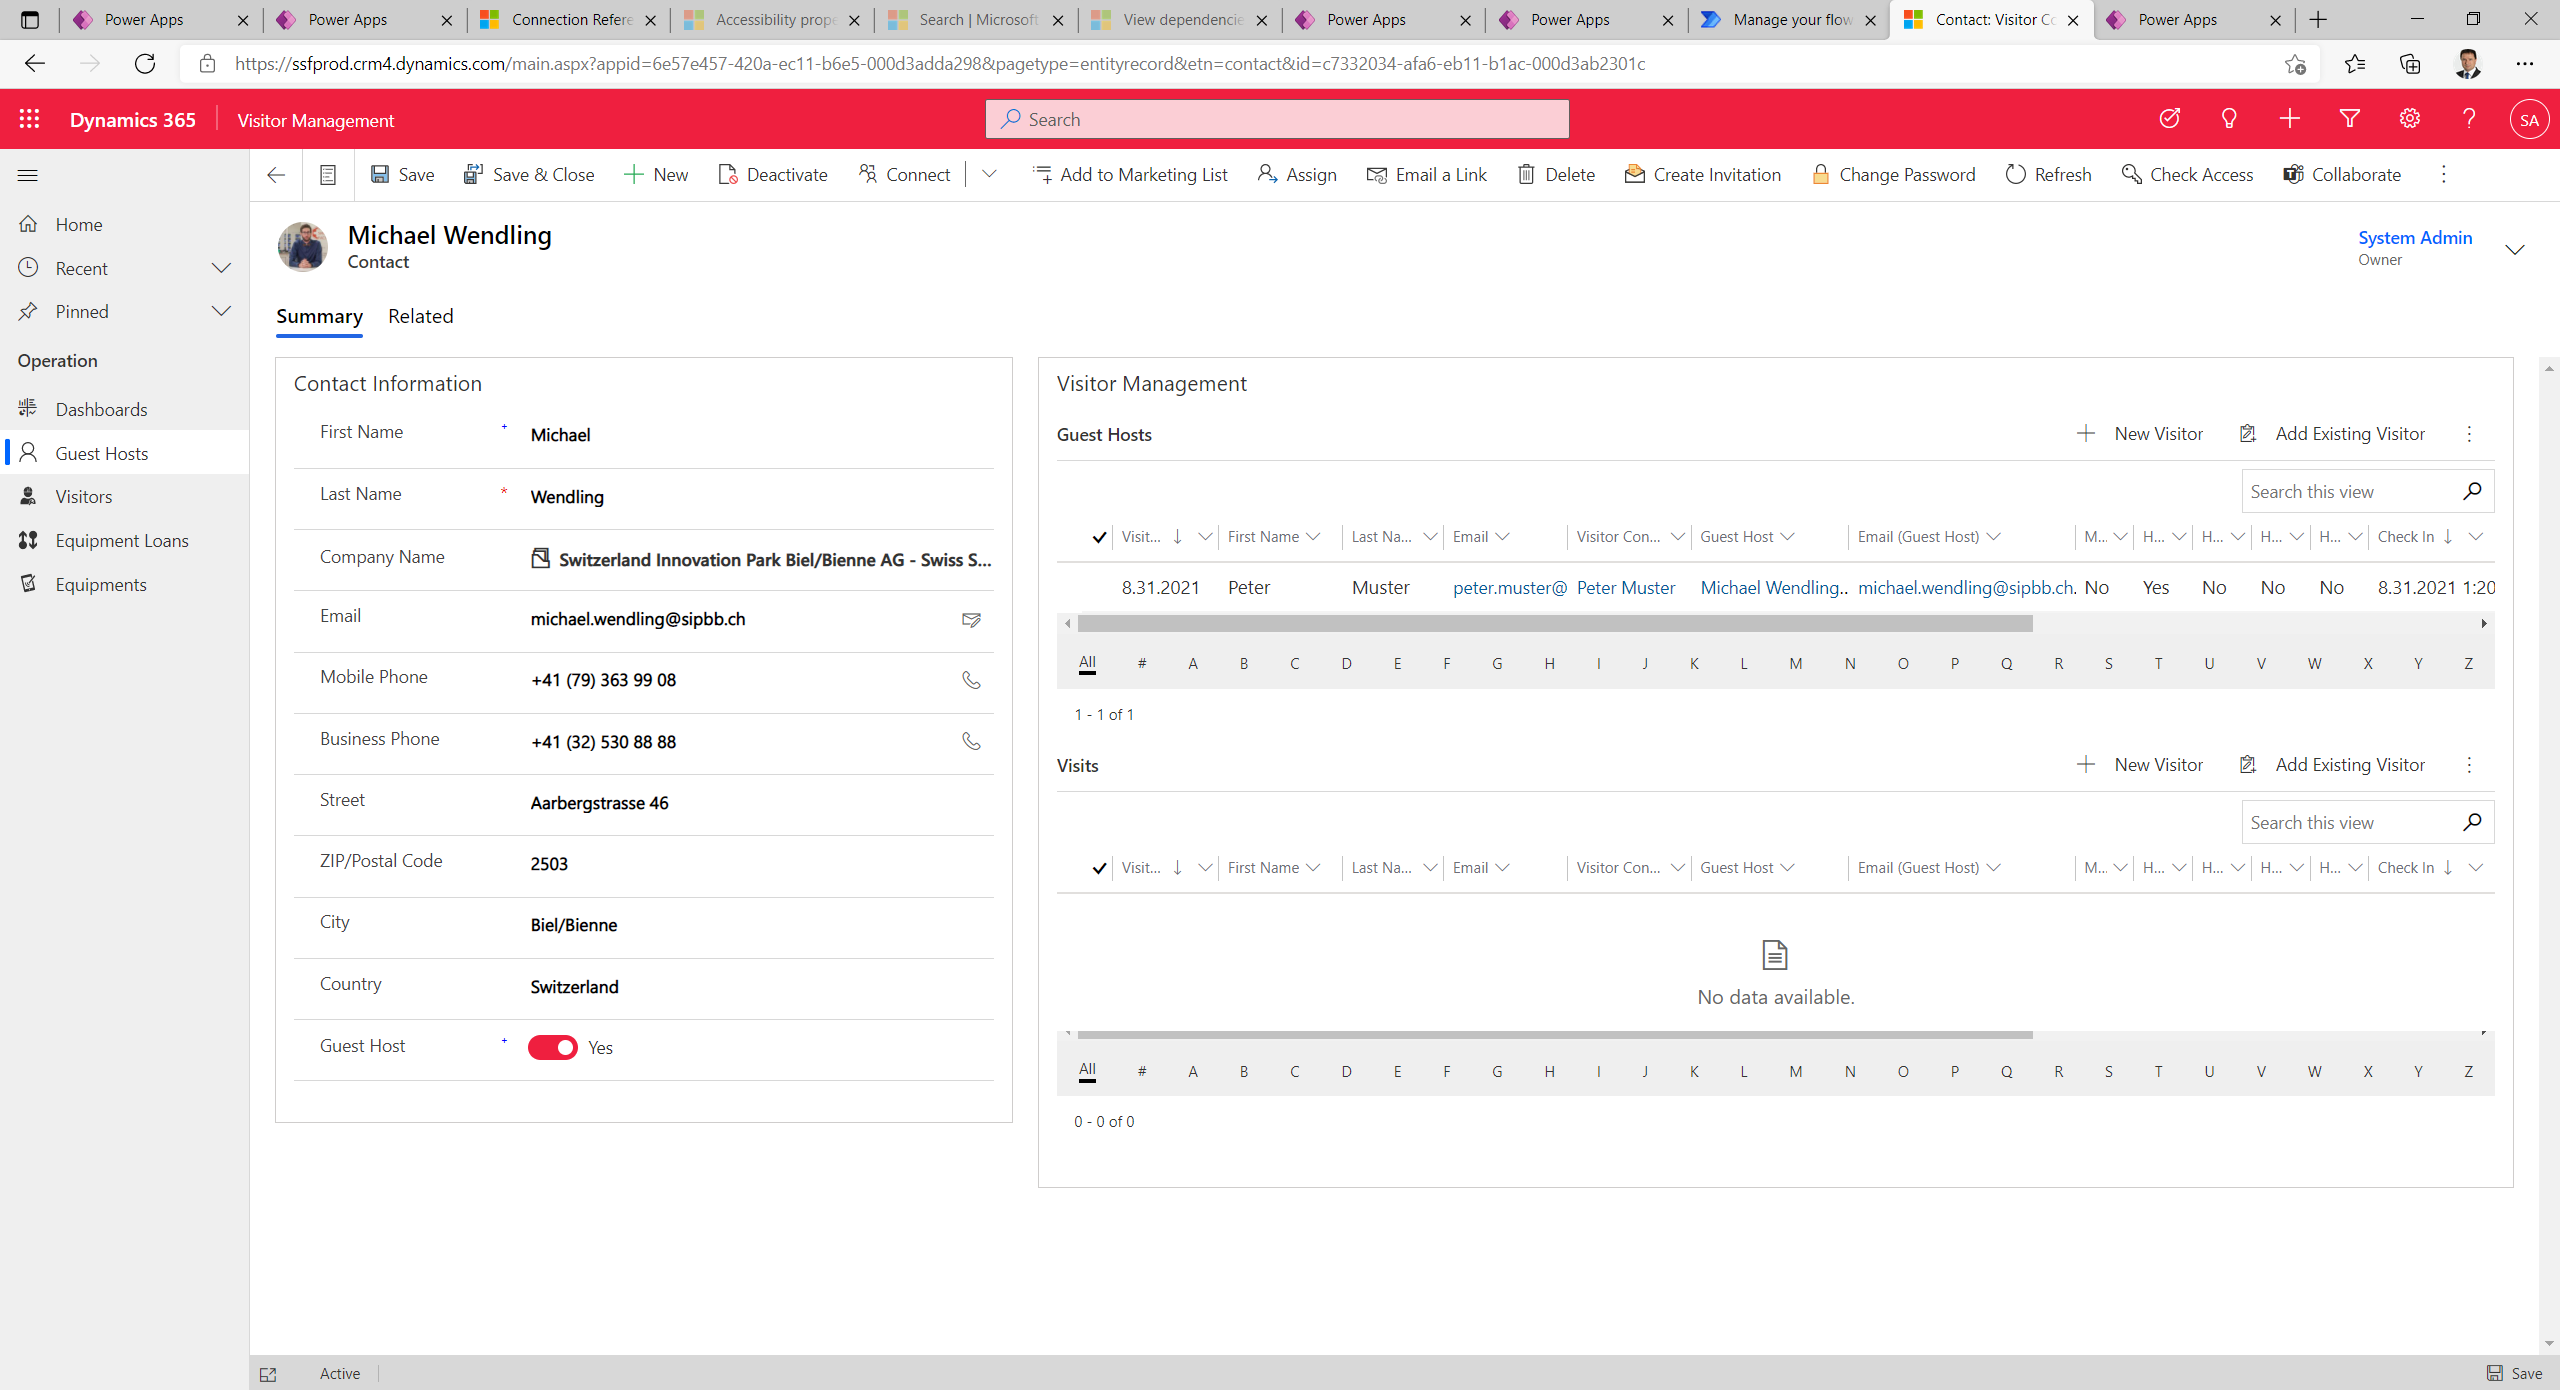 Power Apps
Power Apps
Connection Refere
Accessibility prope
Search | Microsoft
View dependencie
Power Apps
Power Apps
Manage your flow
Contact: Visitor Co
Power Apps
https://ssfprod.crm4.dynamics.com/main.aspx?appid=6e57e457-420a-ec11-b6e5-000d3adda298&pagetype=entityrecord&etn=contact&id=c7332034-afa6-eb11-b1ac-000d3ab2301c
Dynamics 365
Visitor Management
Search
SA
Save
Save & Close
New
Deactivate
Connect
Add to Marketing List
Assign
Email a Link
Delete
Create Invitation
Change Password
Refresh
Check Access
Collaborate
Home
Recent
Pinned
Operation
Dashboards
Guest Hosts
Visitors
Equipment Loans
Equipments
Michael Wendling
Contact
System Admin
Owner
Summary
Related
Contact Information
First Name + Michael
Last Name * Wendling
Company Name Switzerland Innovation Park Biel/Bienne AG - Swiss S...
Email michael.wendling@sipbb.ch
Mobile Phone +41 (79) 363 99 08
Business Phone +41 (32) 530 88 88
Street Aarbergstrasse 46
ZIP/Postal Code 2503
City Biel/Bienne
Country Switzerland
Guest Host + Yes
Visitor Management
Guest Hosts
New Visitor
Add Existing Visitor
Search this view
Visit... First Name Last Na... Email Visitor Con... Guest Host Email (Guest Host) M... H... H... H... H... Check In
8.31.2021 Peter Muster peter.muster@ Peter Muster Michael Wendling.. michael.wendling@sipbb.ch. No Yes No No No 8.31.2021 1:20
All # A B C D E F G H I J K L M N O P Q R S T U V W X Y Z
1 - 1 of 1
Visits
New Visitor
Add Existing Visitor
Search this view
Visit... First Name Last Na... Email Visitor Con... Guest Host Email (Guest Host) M... H... H... H... H... Check In
No data available.
All # A B C D E F G H I J K L M N O P Q R S T U V W X Y Z
0 - 0 of 0
Active
Save